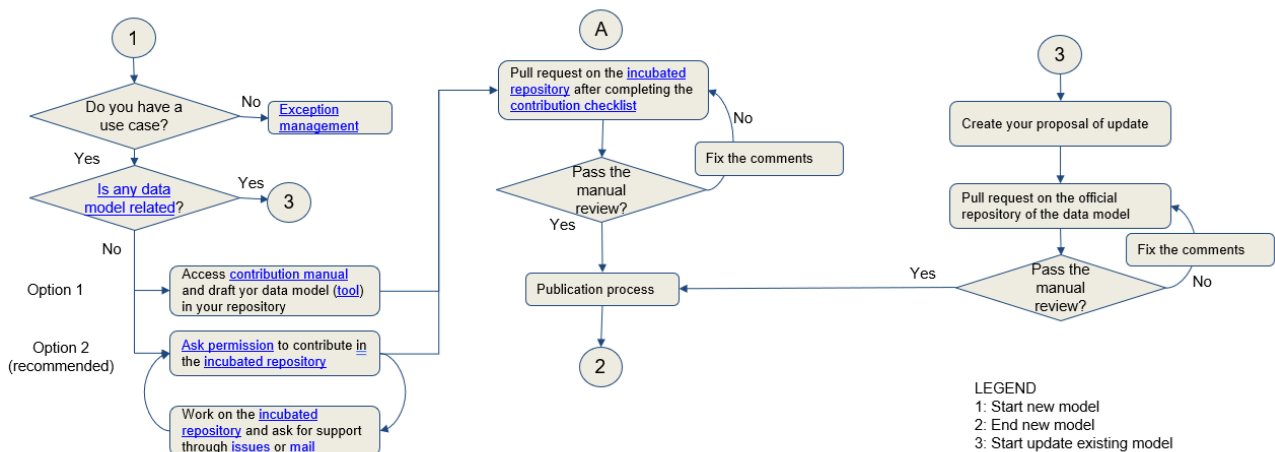 1
Do you have a
use case?
No
Exception
management
Yes
Is any data
model related?
Yes
3
No
Option 1
Access contribution manual
and draft yor data model (tool)
in your repository
Option 2
(recommended)
Ask permission to contribute in
the incubated repository
Work on the incubated
repository and ask for support
through issues or mail
A
Pull request on the incubated
repository after completing the
contribution checklist
No
Fix the comments
Pass the
manual
review?
Yes
Publication process
2
3
Create your proposal of update
Pull request on the official
repository of the data model
Fix the comments
Pass the
manual
review?
Yes
No
LEGEND
1: Start new model
2: End new model
3: Start update existing model